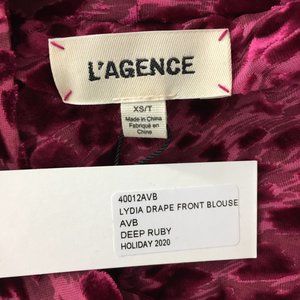 L'AGENCE
XS/T
Made in China
Fabriqué en
Chine
40012AVB
LYDIA DRAPE FRONT BLOUSE
AVB
DEEP RUBY
HOLIDAY 2020